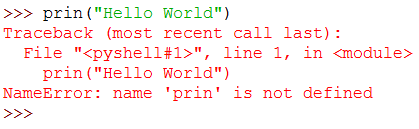 >>> prin("Hello World")
Traceback (most recent call last):
  File "<pyshell#1>", line 1, in <module>
    prin("Hello World")
NameError: name 'prin' is not defined
>>>